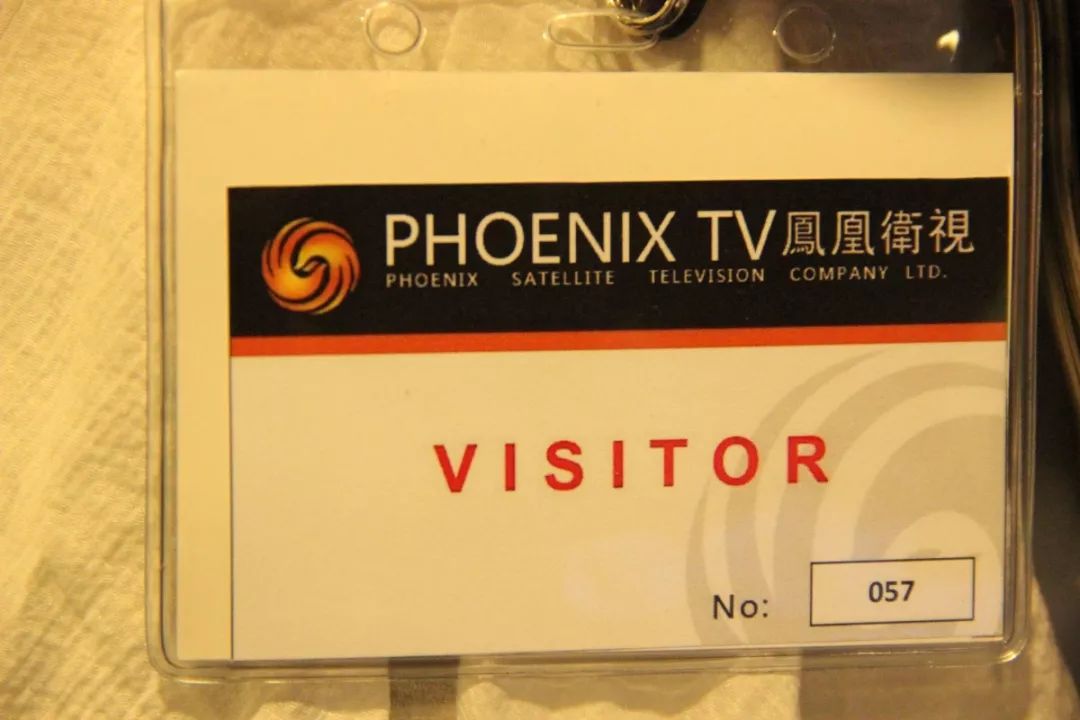 PHOENIX TV鳳凰衛視
PHOENIX SATELLITE TELEVISION COMPANY LTD.
VISITOR
No: 057